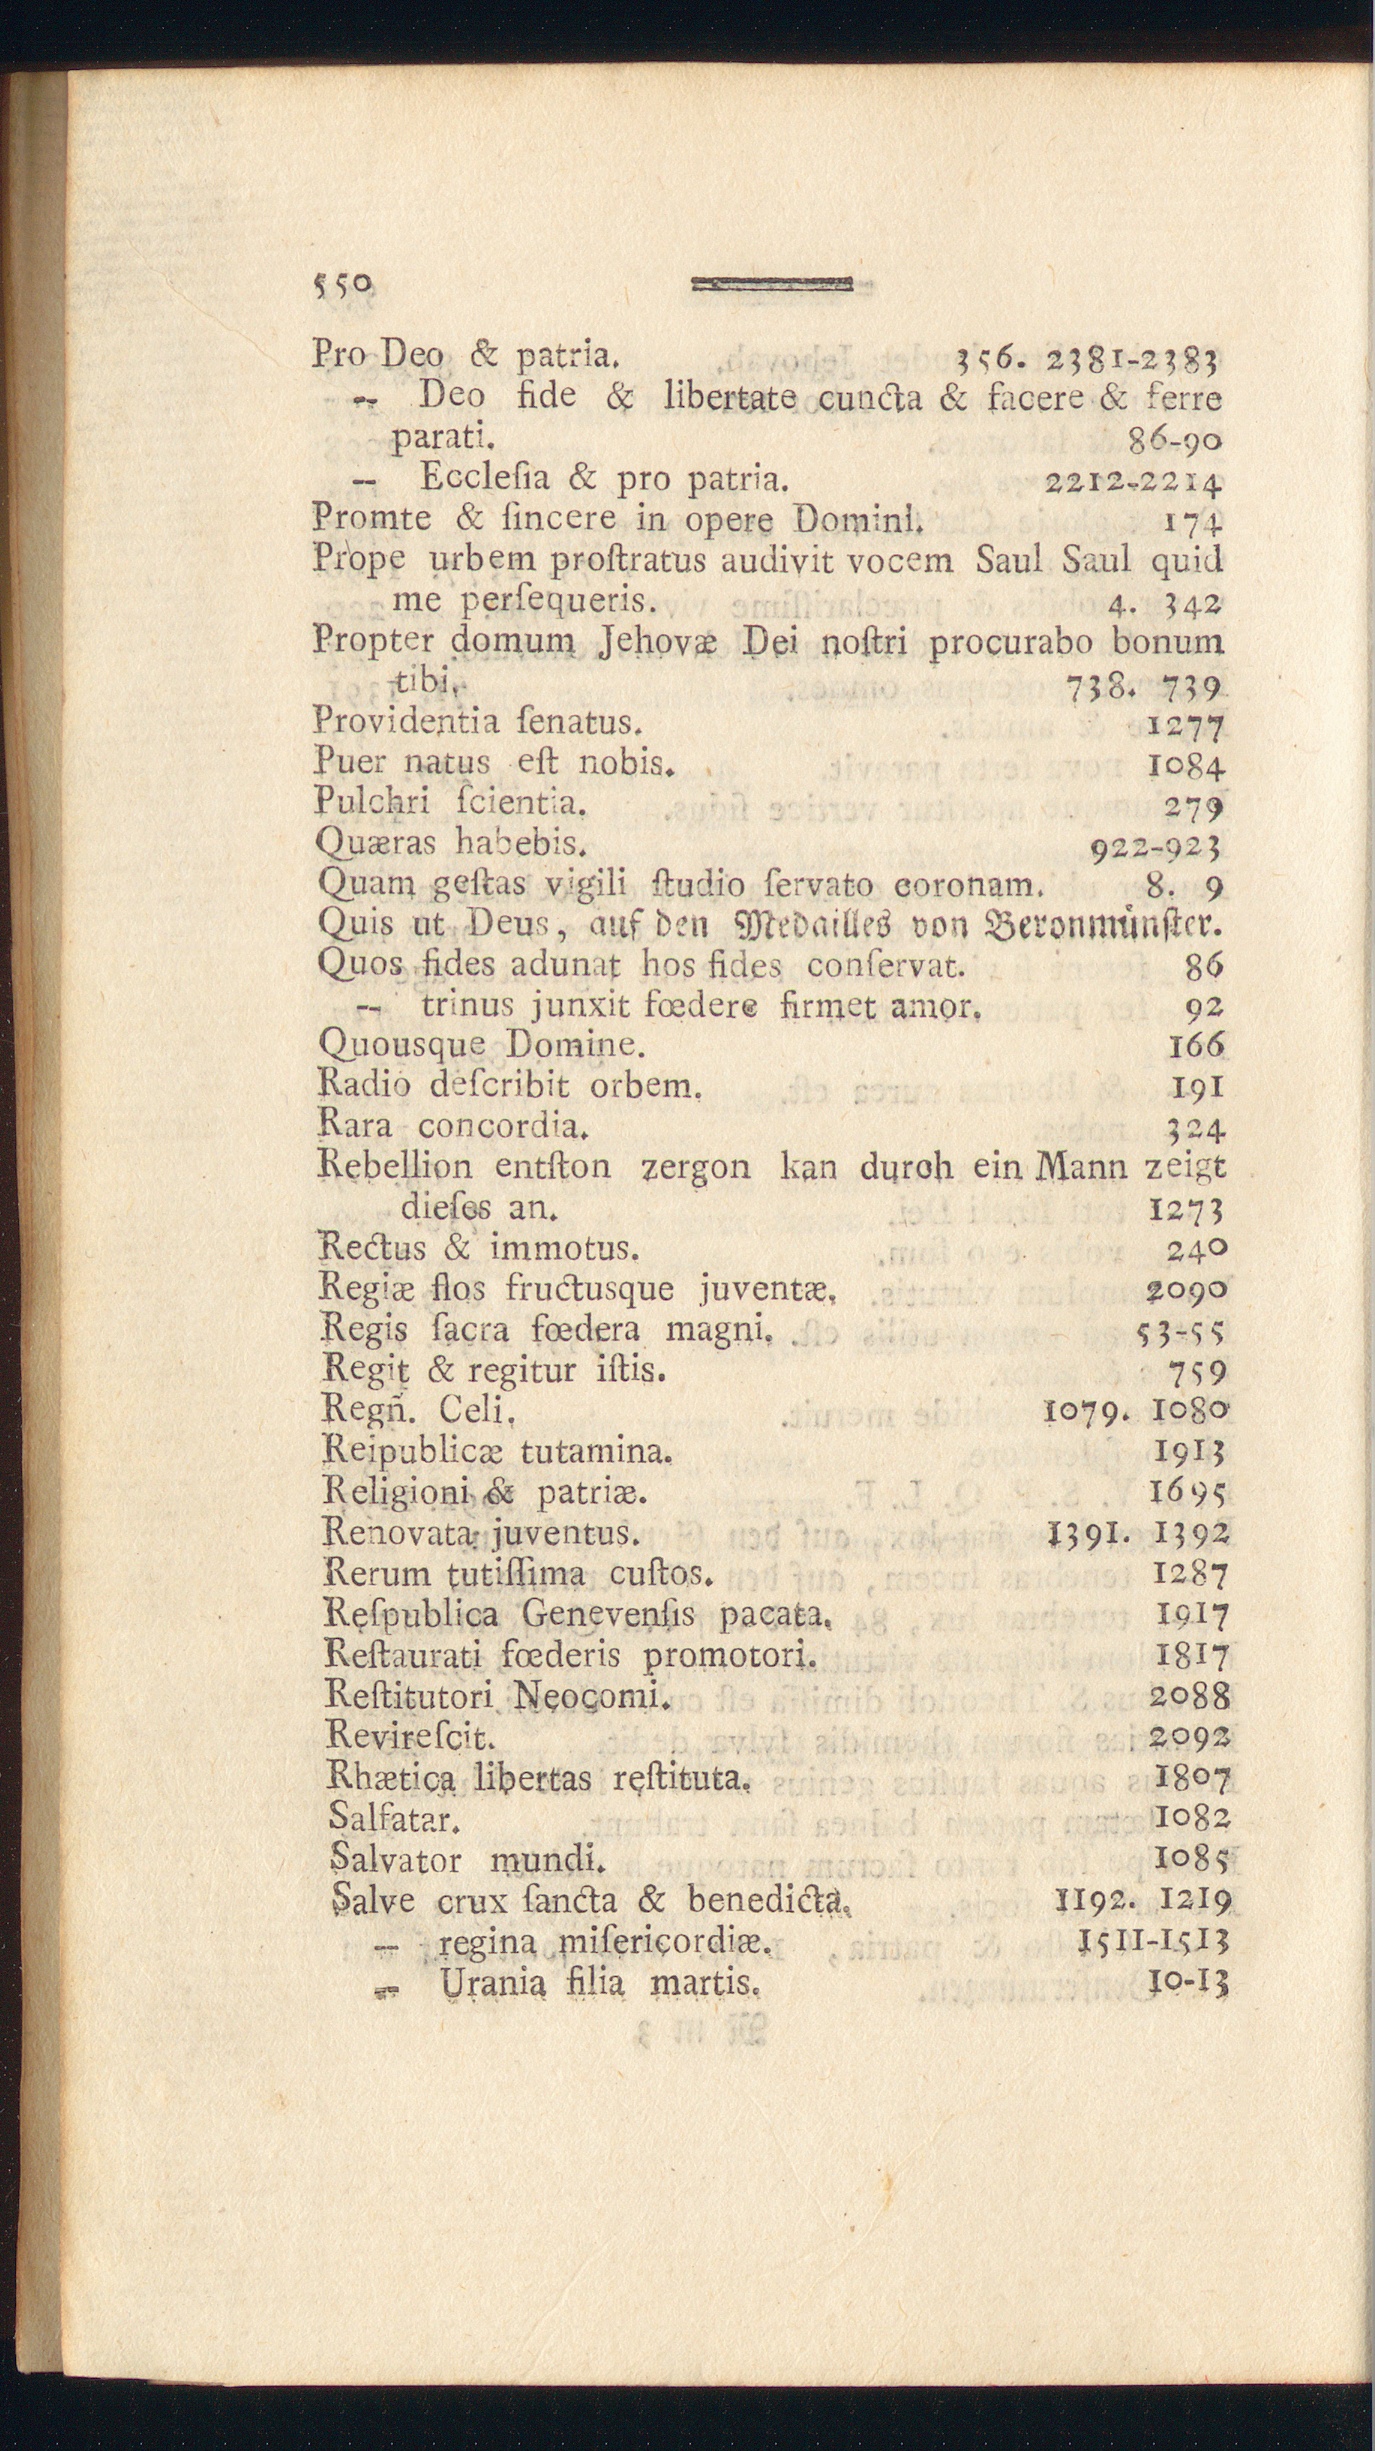 550
Pro Deo & patria. 356. 2381-2383
-- Deo fide & libertate cuncta & facere & ferre
parati. 86-90
-- Eccleſia & pro patria. 2212-2214
Promte & ſincere in opere Domini. 174
Prope urbem proſtratus audivit vocem Saul Saul quid
me perſequeris. 4. 342
Propter domum Jehovæ Dei noſtri procurabo bonum
tibi. 738. 739
Providentia ſenatus. 1277
Puer natus eſt nobis. 1084
Pulchri ſcientia. 279
Quæras habebis. 922-923
Quam geſtas vigili ſtudio ſervato coronam. 8. 9
Quis ut Deus, auf den Medailles von Beronmünſter.
Quos fides adunat hos fides conſervat. 86
-- trinus junxit fœdere firmet amor. 92
Quousque Domine. 166
Radio deſcribit orbem. 191
Rara concordia. 324
Rebellion entſton zergon kan durch ein Mann zeigt
dieſes an. 1273
Rectus & immotus. 240
Regiæ flos fructusque juventæ. 2090
Regis ſacra fœdera magni. 53-55
Regit & regitur iſtis. 759
Regn̄. Celi. 1079. 1080
Reipublicæ tutamina. 1913
Religioni & patriæ. 1695
Renovata juventus. 1391. 1392
Rerum tutiſſima cuſtos. 1287
Reſpublica Genevenſis pacata. 1917
Reſtaurati fœderis promotori. 1817
Reſtitutori Neocomi. 2088
Revireſcit. 2092
Rhætica libertas reſtituta. 1807
Salfatar. 1082
Salvator mundi. 1085
Salve crux ſancta & benedicta. 1192. 1219
-- regina miſericordiæ. 1511-1513
-- Urania filia martis. 10-13